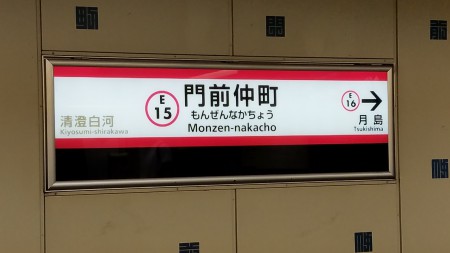 清澄白河
Kiyosumi-shirakawa
E
15
門前仲町
もんぜんなかちょう
Monzen-nakacho
E
16
→
月島
Tsukishima